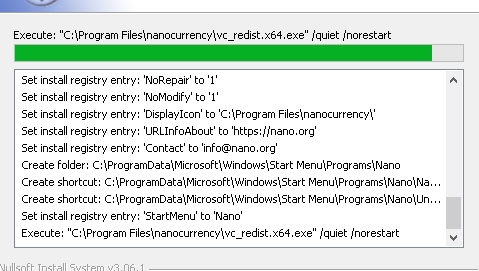 Execute: "C:\Program Files\nanocurrency\vc_redist.x64.exe" /quiet /norestart
Set install registry entry: 'NoRepair' to '1'
Set install registry entry: 'NoModify' to '1'
Set install registry entry: 'DisplayIcon' to 'C:\Program Files\nanocurrency\'
Set install registry entry: 'URLInfoAbout' to 'https://nano.org'
Set install registry entry: 'Contact' to 'info@nano.org'
Create folder: C:\ProgramData\Microsoft\Windows\Start Menu\Programs\Nano
Create shortcut: C:\ProgramData\Microsoft\Windows\Start Menu\Programs\Nano\Na...
Create shortcut: C:\ProgramData\Microsoft\Windows\Start Menu\Programs\Nano\Un...
Set install registry entry: 'StartMenu' to 'Nano'
Execute: "C:\Program Files\nanocurrency\vc_redist.x64.exe" /quiet /norestart
Nullsoft Install System v3.06.1